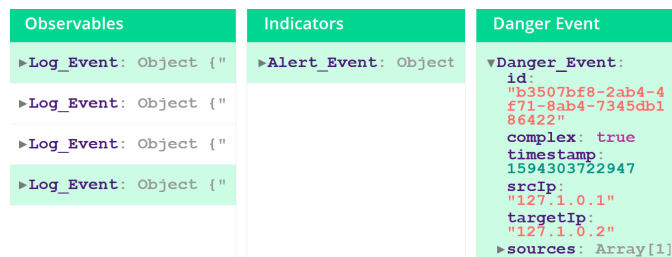 Observables
Indicators
Danger Event
▶Log_Event: Object {"
▶Log_Event: Object {"
▶Log_Event: Object {"
▶Log_Event: Object {"
▶Alert_Event: Object
▼Danger_Event:
id:
"b3507bf8-2ab4-4
f71-8ab4-7345db1
86422"
complex: true
timestamp:
1594303722947
srcIp:
"127.1.0.1"
targetIp:
"127.1.0.2"
▶sources: Array[1]